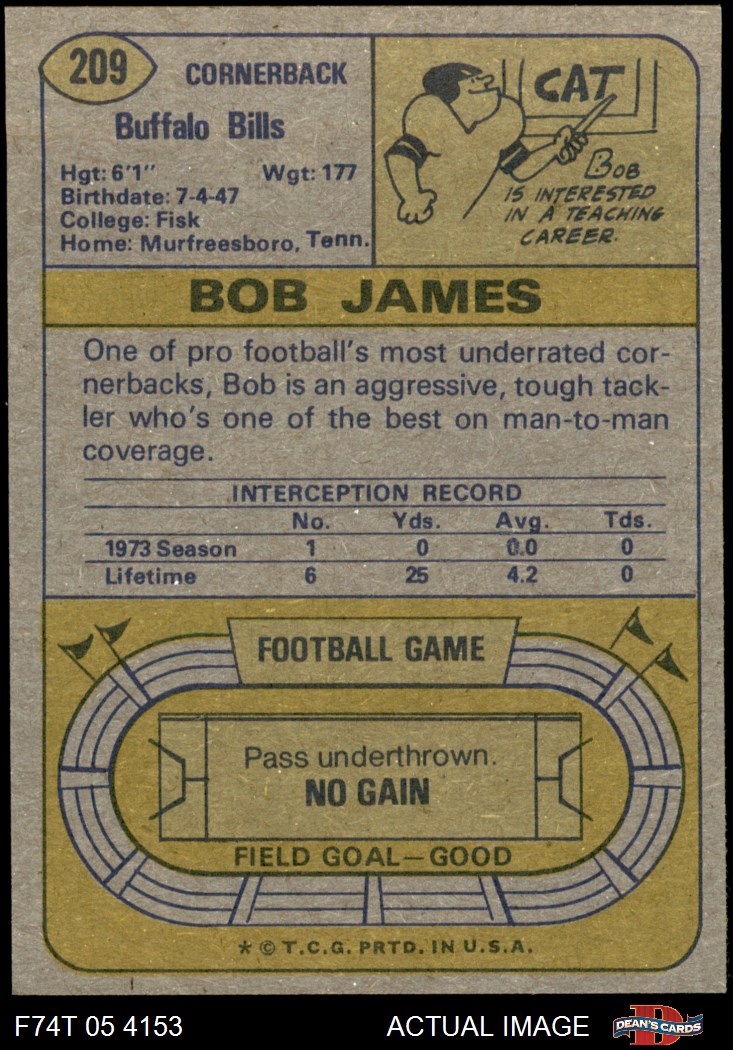 209
CORNERBACK
Buffalo Bills
Hgt: 6'1" Wgt: 177
Birthdate: 7-4-47
College: Fisk
Home: Murfreesboro, Tenn.
CAT
BOB
IS INTERESTED
IN A TEACHING
CAREER.
BOB JAMES
One of pro football's most underrated cor-
nerbacks, Bob is an aggressive, tough tack-
ler who's one of the best on man-to-man
coverage.
INTERCEPTION RECORD
No. Yds. Avg. Tds.
1973 Season 1 0 0.0 0
Lifetime 6 25 4.2 0
FOOTBALL GAME
Pass underthrown.
NO GAIN
FIELD GOAL—GOOD
* © T.C.G. PRTD. IN U.S.A.
F74T 05 4153 ACTUAL IMAGE
D
DEAN'S CARDS